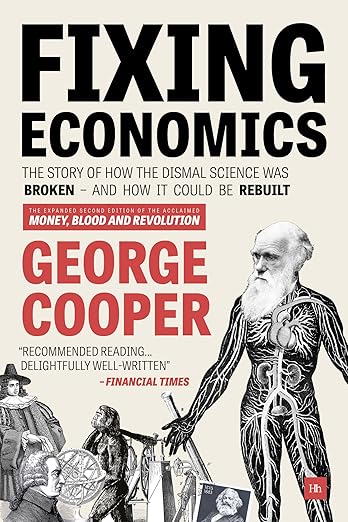 FIXING
ECONOMICS
THE STORY OF HOW THE DISMAL SCIENCE WAS
BROKEN – AND HOW IT COULD BE REBUILT
THE EXPANDED SECOND EDITION OF THE ACCLAIMED
MONEY, BLOOD AND REVOLUTION
GEORGE
COOPER
“RECOMMENDED READING...
DELIGHTFULLY WELL-WRITTEN”
– FINANCIAL TIMES
Hh